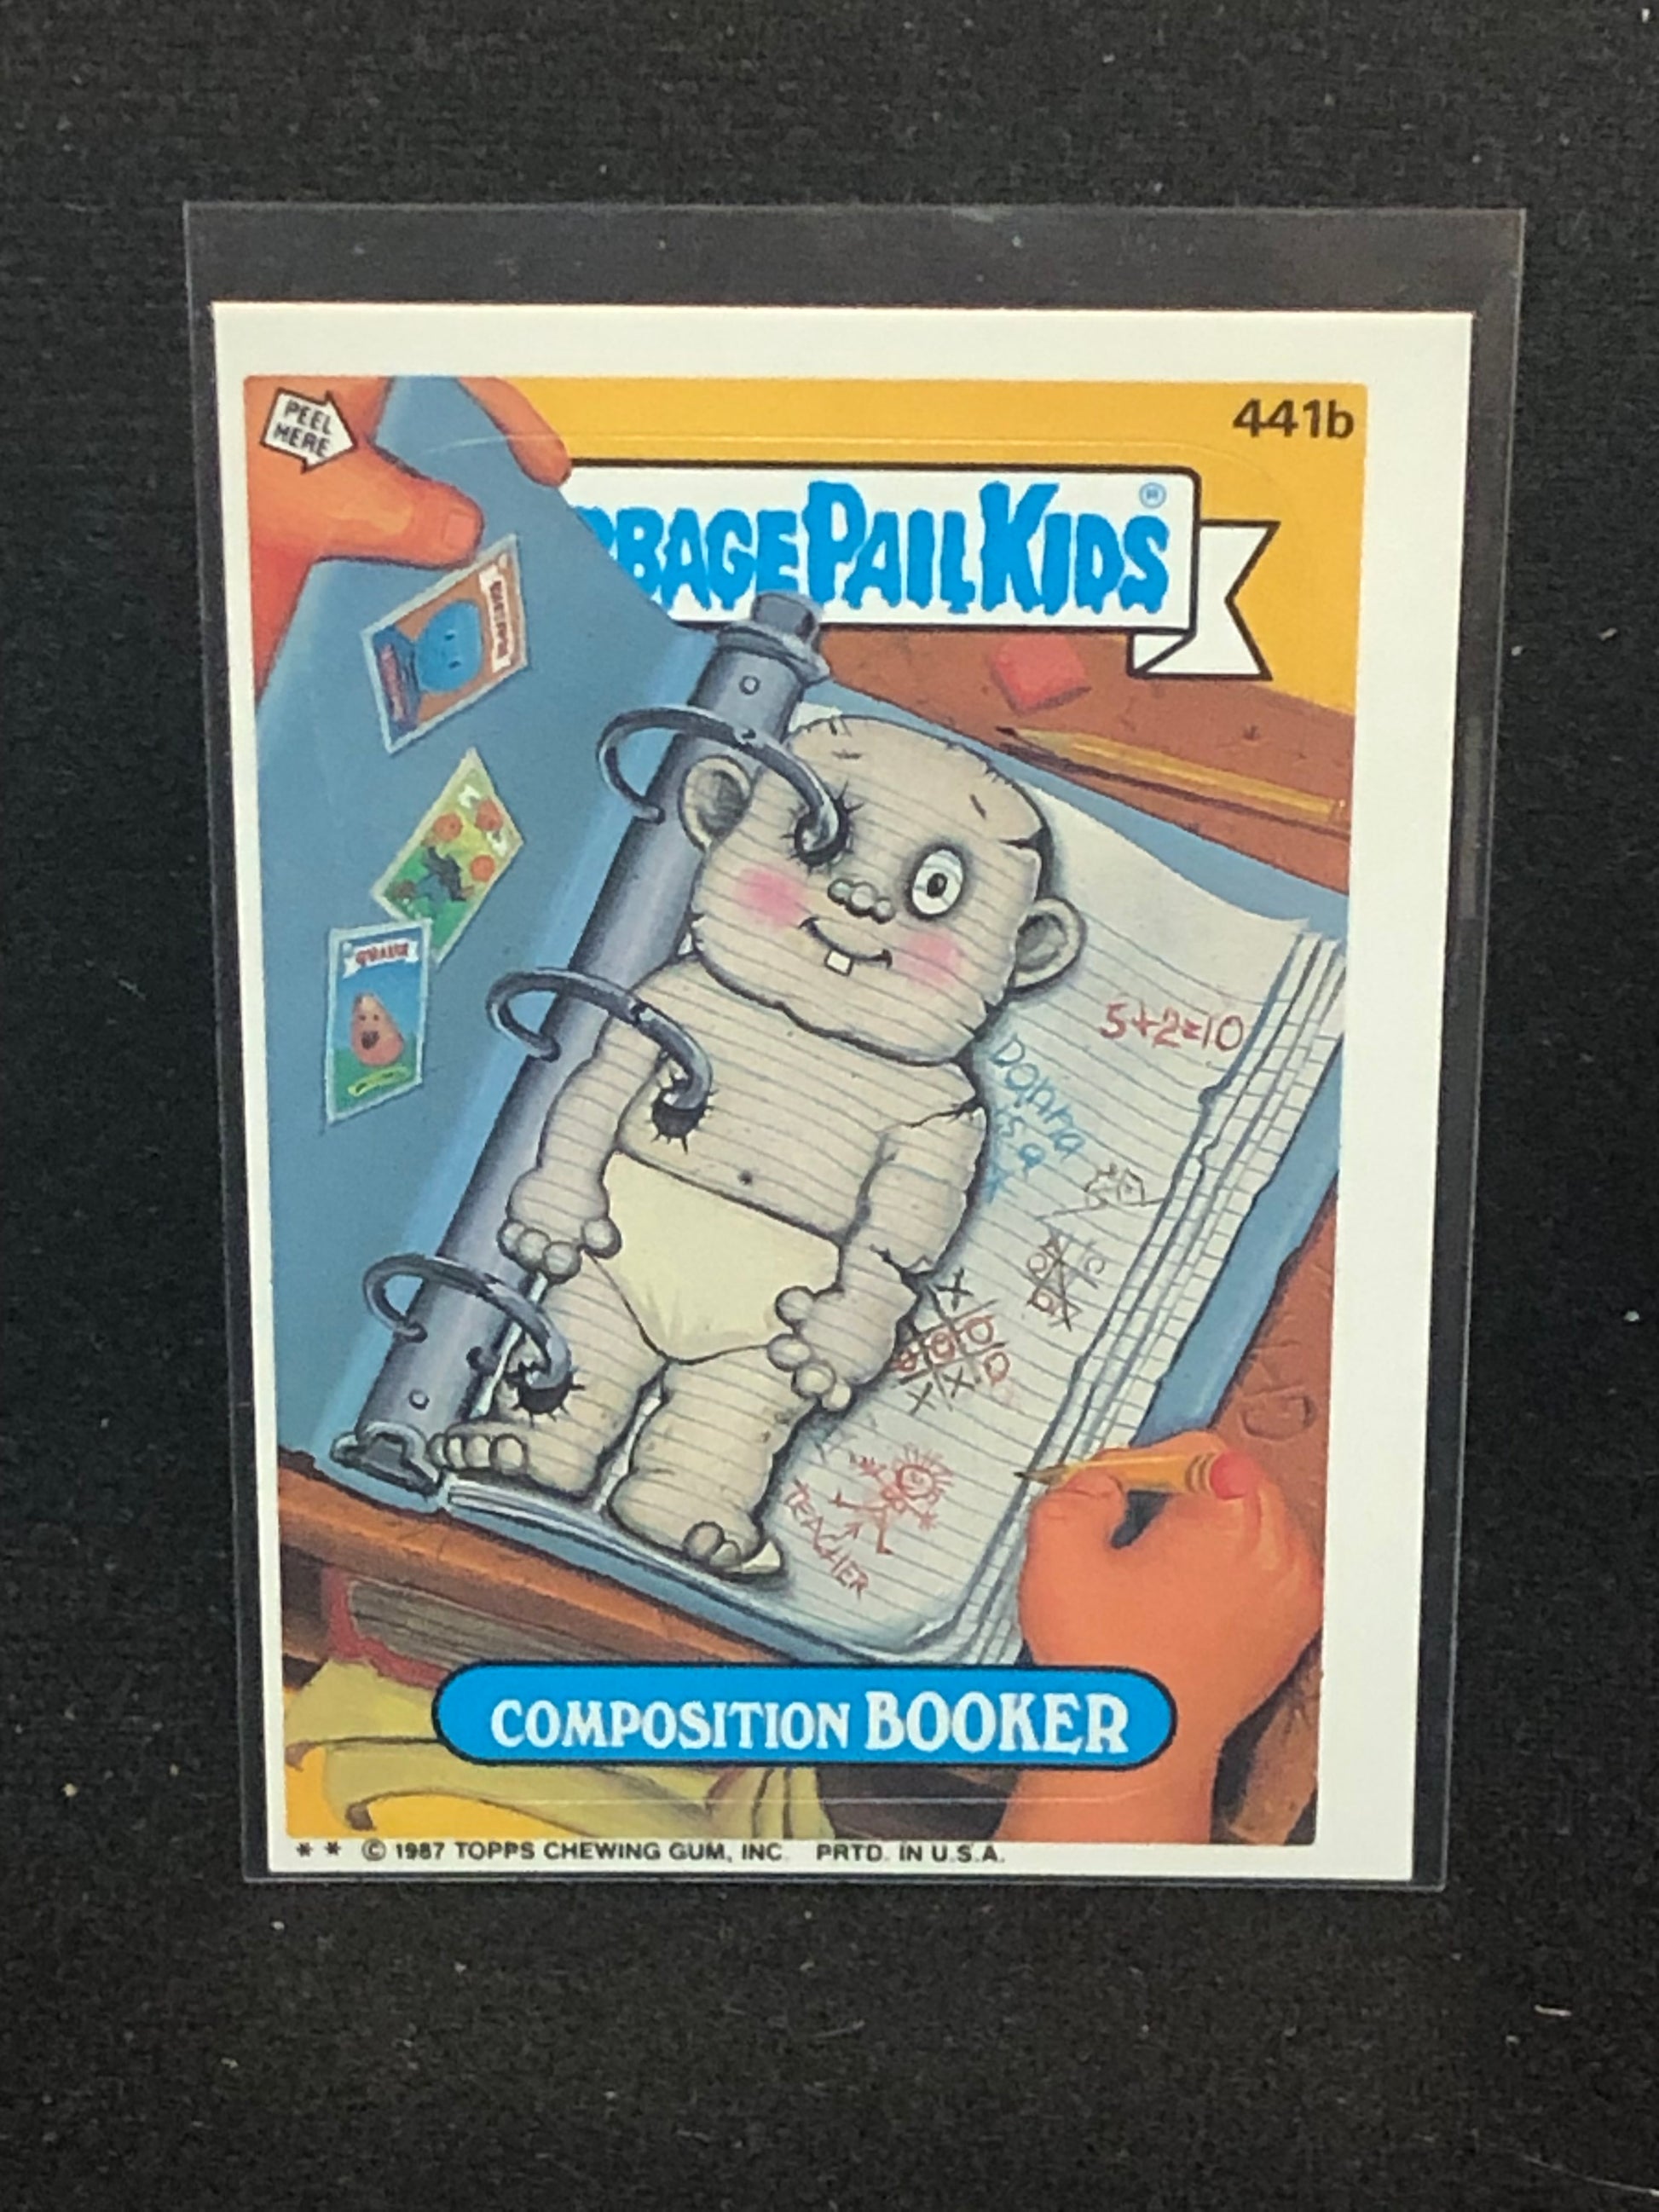 PEEL
HERE
441b
BBAGE PAIL KIDS®
5+2=10
Donna
is a
TEACHER
COMPOSITION BOOKER
* * © 1987 TOPPS CHEWING GUM, INC. PRTD. IN U.S.A.